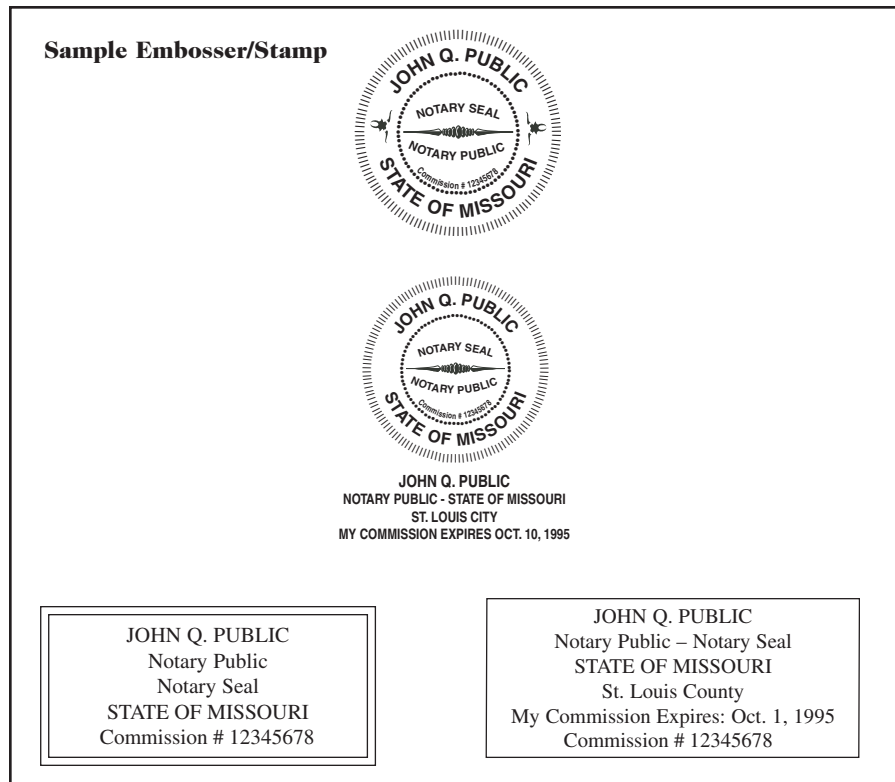 Sample Embosser/Stamp
JOHN Q. PUBLIC
NOTARY SEAL
NOTARY PUBLIC
Commission # 12345678
STATE OF MISSOURI
JOHN Q. PUBLIC
NOTARY SEAL
NOTARY PUBLIC
Commission # 12345678
STATE OF MISSOURI
JOHN Q. PUBLIC
NOTARY PUBLIC - STATE OF MISSOURI
ST. LOUIS CITY
MY COMMISSION EXPIRES OCT. 10, 1995
JOHN Q. PUBLIC
Notary Public
Notary Seal
STATE OF MISSOURI
Commission # 12345678
JOHN Q. PUBLIC
Notary Public – Notary Seal
STATE OF MISSOURI
St. Louis County
My Commission Expires: Oct. 1, 1995
Commission # 12345678